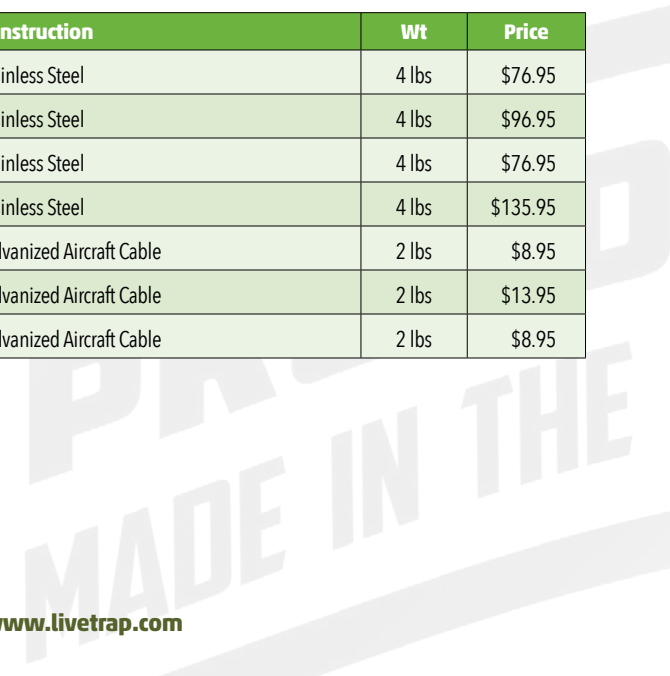 nstruction Wt Price
inless Steel 4 lbs $76.95
inless Steel 4 lbs $96.95
inless Steel 4 lbs $76.95
inless Steel 4 lbs $135.95
lvanized Aircraft Cable 2 lbs $8.95
lvanized Aircraft Cable 2 lbs $13.95
lvanized Aircraft Cable 2 lbs $8.95
MADE IN THE
www.livetrap.com